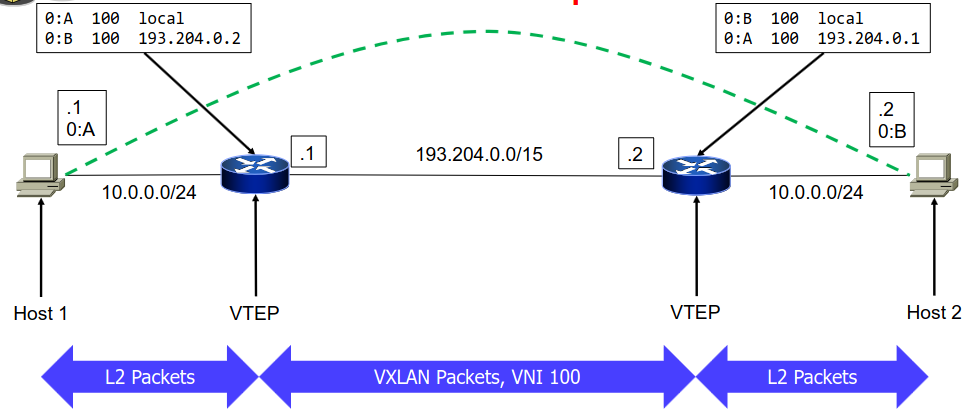 0:A 100 local
0:B 100 193.204.0.2
0:B 100 local
0:A 100 193.204.0.1
.1
0:A
.2
0:B
.1
193.204.0.0/15
.2
10.0.0.0/24
10.0.0.0/24
Host 1
VTEP
VTEP
Host 2
L2 Packets
VXLAN Packets, VNI 100
L2 Packets